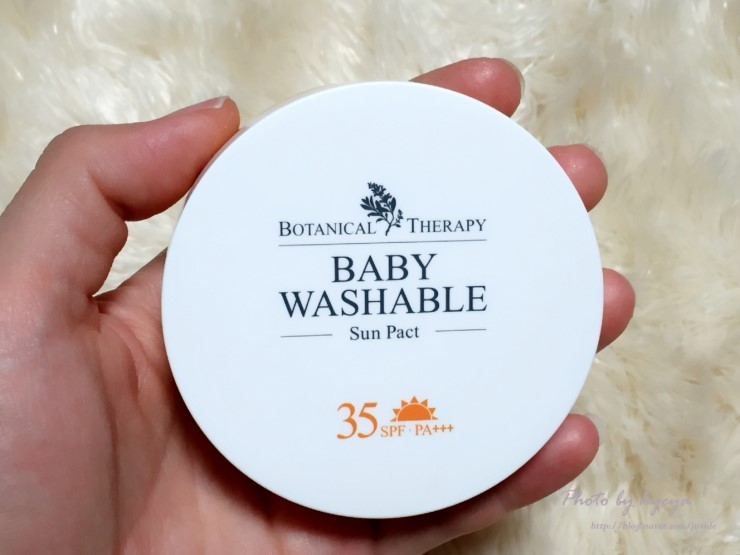 BOTANICAL THERAPY
BABY
WASHABLE
Sun Pact
35 SPF · PA+++
Photo by